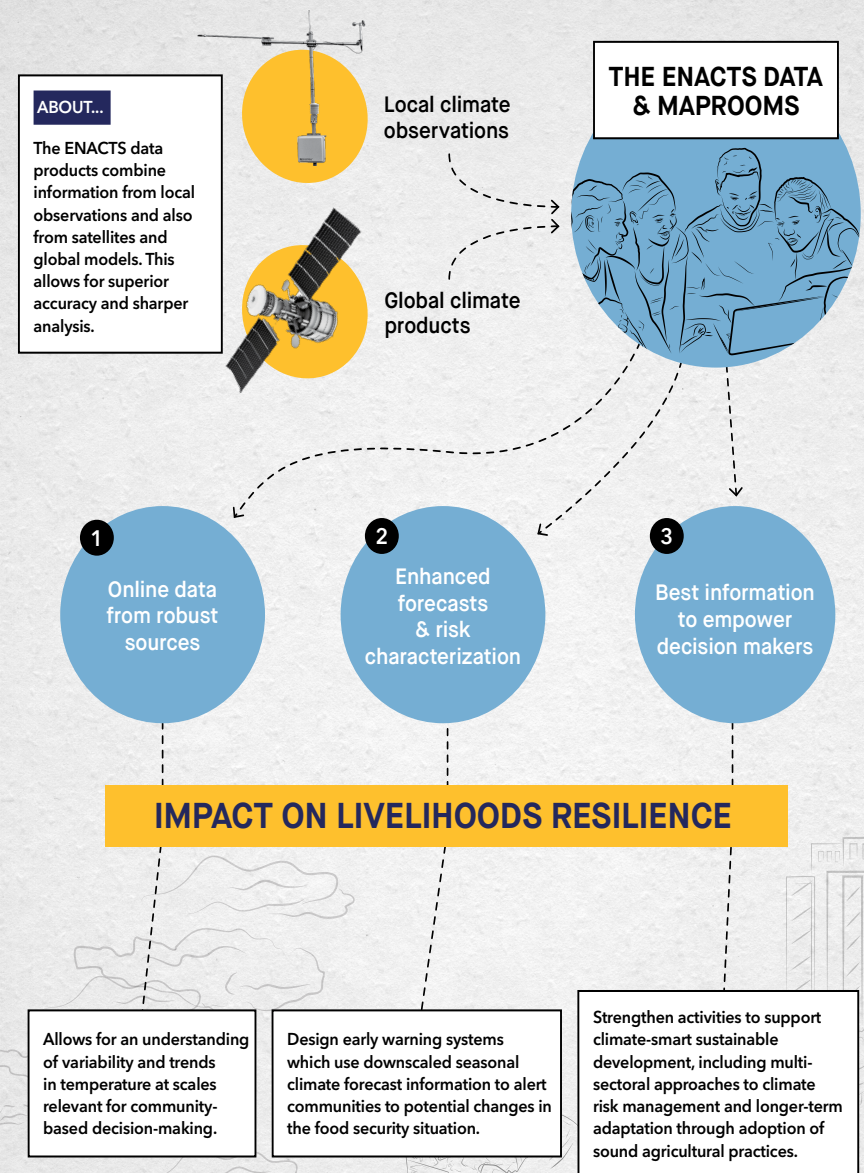 ABOUT...
The ENACTS data
products combine
information from local
observations and also
from satellites and
global models. This
allows for superior
accuracy and sharper
analysis.
Local climate
observations
Global climate
products
THE ENACTS DATA
& MAPROOMS
1
Online data
from robust
sources
2
Enhanced
forecasts
& risk
characterization
3
Best information
to empower
decision makers
IMPACT ON LIVELIHOODS RESILIENCE
Allows for an understanding
of variability and trends
in temperature at scales
relevant for community-
based decision-making.
Design early warning systems
which use downscaled seasonal
climate forecast information to alert
communities to potential changes in
the food security situation.
Strengthen activities to support
climate-smart sustainable
development, including multi-
sectoral approaches to climate
risk management and longer-term
adaptation through adoption of
sound agricultural practices.